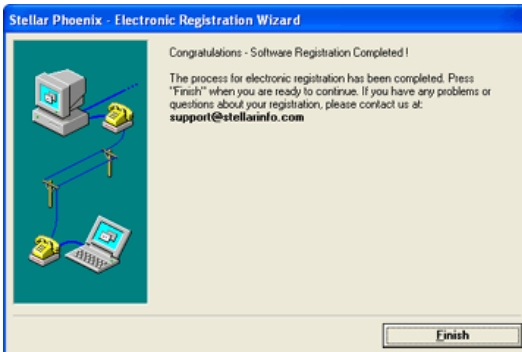 Stellar Phoenix - Electronic Registration Wizard
Congratulations - Software Registration Completed !
The process for electronic registration has been completed. Press
"Finish" when you are ready to continue. If you have any problems or
questions about your registration, please contact us at:
support@stellarinfo.com
Finish